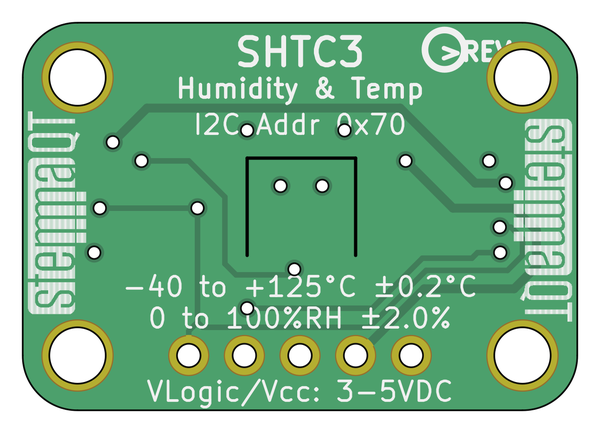 SHTC3
>REV
Humidity & Temp
I2C Addr 0x70
stemmaQT
stemmaQT
-40 to +125°C ±0.2°C
0 to 100%RH ±2.0%
VLogic/Vcc: 3-5VDC